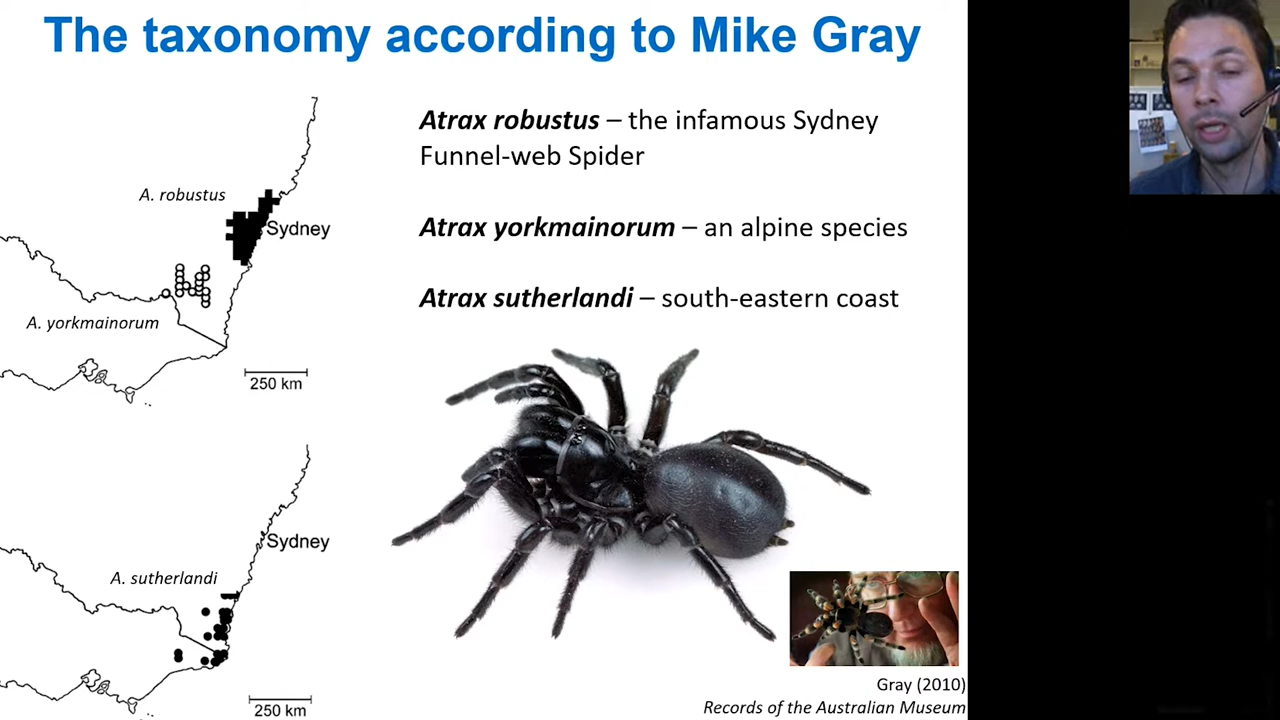 The taxonomy according to Mike Gray
Atrax robustus – the infamous Sydney
Funnel-web Spider
Atrax yorkmainorum – an alpine species
Atrax sutherlandi – south-eastern coast
A. robustus
Sydney
A. yorkmainorum
250 km
Sydney
A. sutherlandi
250 km
Gray (2010)
Records of the Australian Museum